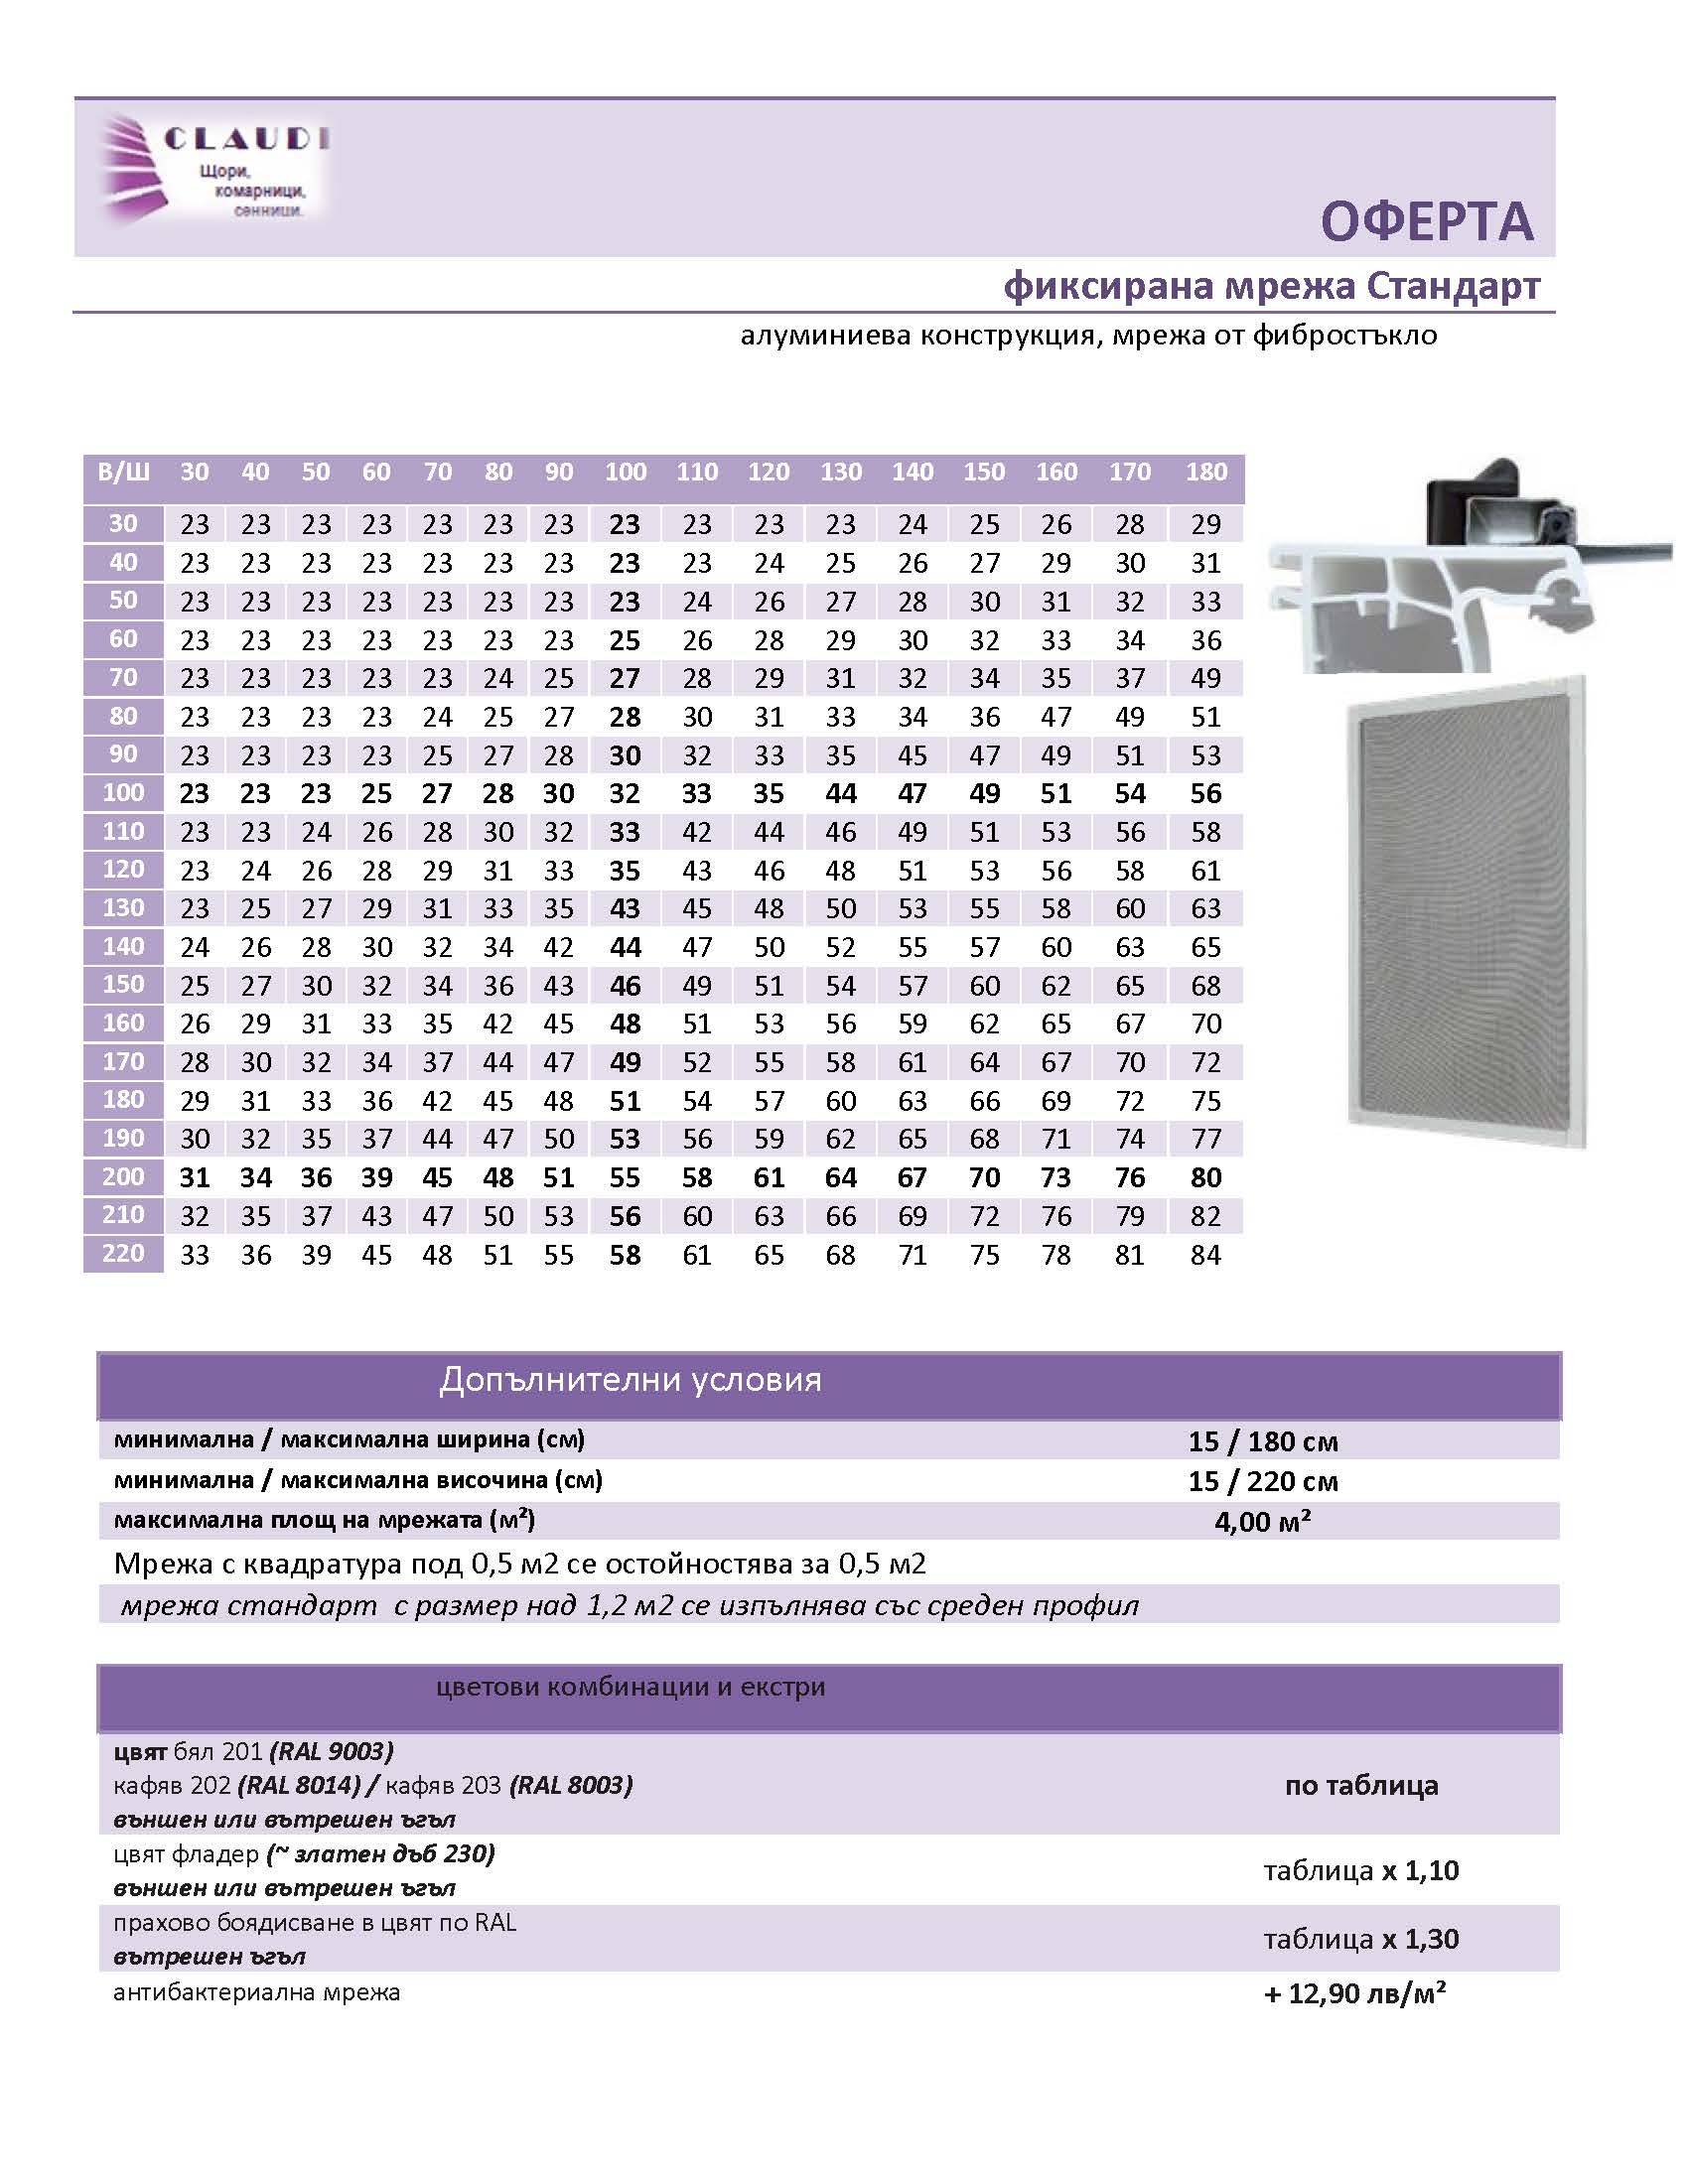 CLAUDI
Щори,
комарници,
сенници.
ОФЕРТА
фиксирана мрежа Стандарт
алуминиева конструкция, мрежа от фибростъкло
В/Ш 30 40 50 60 70 80 90 100 110 120 130 140 150 160 170 180
30 23 23 23 23 23 23 23 23 23 23 23 24 25 26 28 29
40 23 23 23 23 23 23 23 23 23 24 25 26 27 29 30 31
50 23 23 23 23 23 23 23 23 24 26 27 28 30 31 32 33
60 23 23 23 23 23 23 23 25 26 28 29 30 32 33 34 36
70 23 23 23 23 23 24 25 27 28 29 31 32 34 35 37 49
80 23 23 23 23 24 25 27 28 30 31 33 34 36 47 49 51
90 23 23 23 23 25 27 28 30 32 33 35 45 47 49 51 53
100 23 23 23 25 27 28 30 32 33 35 44 47 49 51 54 56
110 23 23 24 26 28 30 32 33 42 44 46 49 51 53 56 58
120 23 24 26 28 29 31 33 35 43 46 48 51 53 56 58 61
130 23 25 27 29 31 33 35 43 45 48 50 53 55 58 60 63
140 24 26 28 30 32 34 42 44 47 50 52 55 57 60 63 65
150 25 27 30 32 34 36 43 46 49 51 54 57 60 62 65 68
160 26 29 31 33 35 42 45 48 51 53 56 59 62 65 67 70
170 28 30 32 34 37 44 47 49 52 55 58 61 64 67 70 72
180 29 31 33 36 42 45 48 51 54 57 60 63 66 69 72 75
190 30 32 35 37 44 47 50 53 56 59 62 65 68 71 74 77
200 31 34 36 39 45 48 51 55 58 61 64 67 70 73 76 80
210 32 35 37 43 47 50 53 56 60 63 66 69 72 76 79 82
220 33 36 39 45 48 51 55 58 61 65 68 71 75 78 81 84
Допълнителни условия
минимална / максимална ширина (см) 15 / 180 см
минимална / максимална височина (см) 15 / 220 см
максимална площ на мрежата (м²) 4,00 м²
Мрежа с квадратура под 0,5 м2 се остойностява за 0,5 м2
мрежа стандарт с размер над 1,2 м2 се изпълнява със среден профил
цветови комбинации и екстри
цвят бял 201 (RAL 9003)
кафяв 202 (RAL 8014) / кафяв 203 (RAL 8003) по таблица
външен или вътрешен ъгъл
цвят фладер (~ златен дъб 230)
таблица х 1,10
външен или вътрешен ъгъл
прахово боядисване в цвят по RAL
таблица х 1,30
вътрешен ъгъл
антибактериална мрежа + 12,90 лв/м²